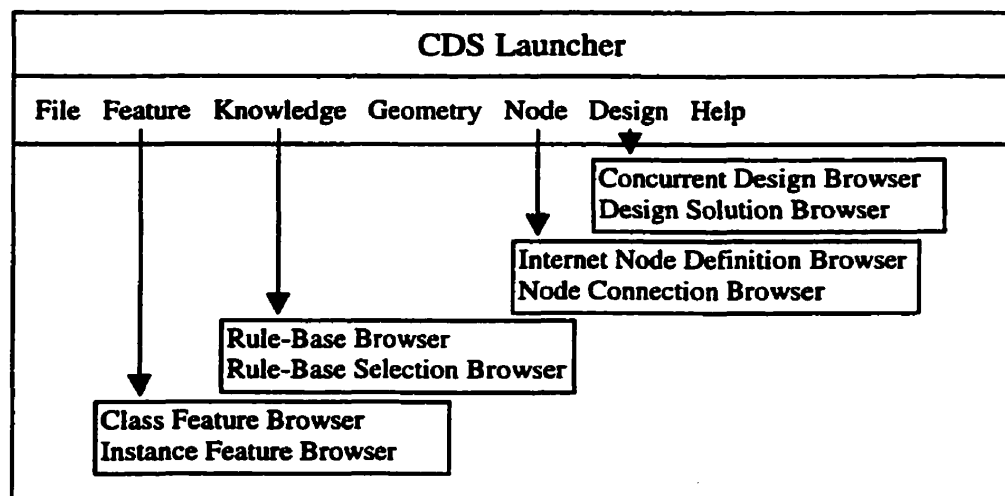 CDS Launcher
File Feature Knowledge Geometry Node Design Help
Concurrent Design Browser
Design Solution Browser
Internet Node Definition Browser
Node Connection Browser
Rule-Base Browser
Rule-Base Selection Browser
Class Feature Browser
Instance Feature Browser